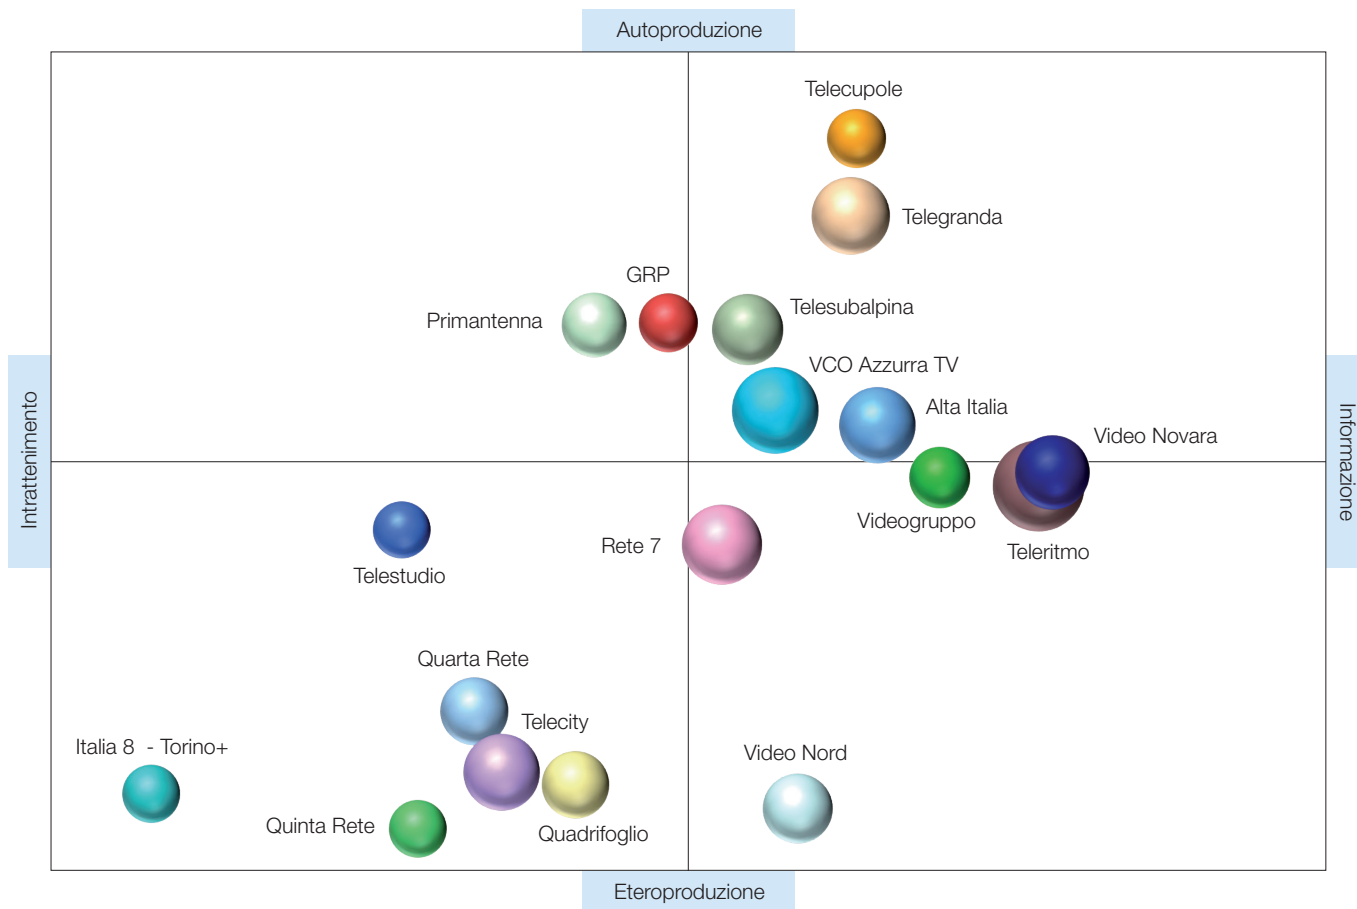 Autoproduzione
Telecupole
Telegranda
GRP
Primantenna
Telesubalpina
VCO Azzurra TV
Alta Italia
Video Novara
Intrattenimento
Informazione
Videogruppo
Rete 7
Teleritmo
Telestudio
Quarta Rete
Telecity
Italia 8 - Torino+
Video Nord
Quinta Rete
Quadrifoglio
Eteroproduzione